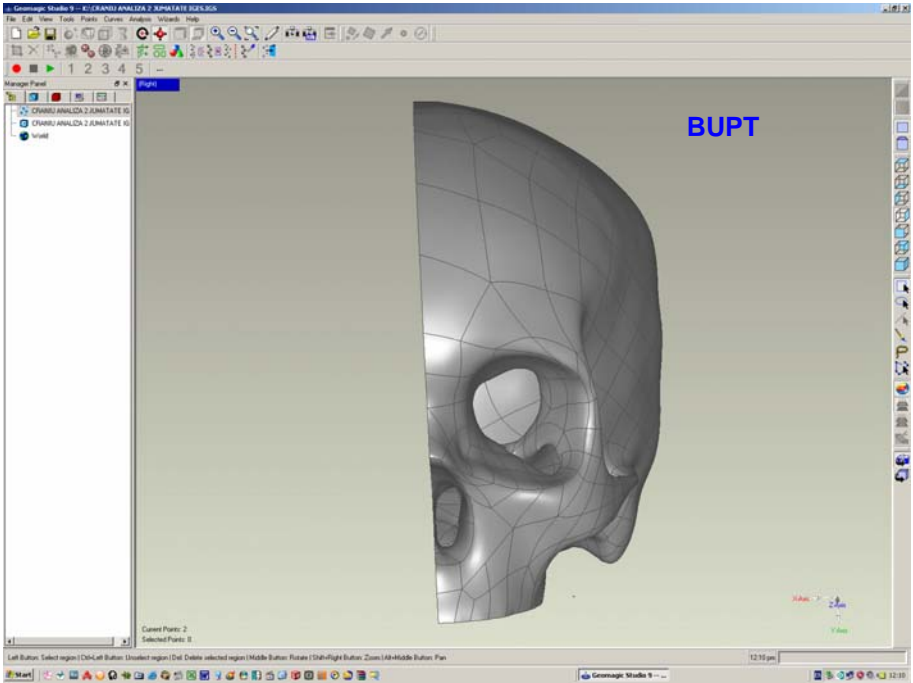 Geomagic Studio 9 -- K:\CRANIU ANALIZA 2 JUMATATE IGES.IGS
File Edit View Tools Points Curves Analysis Wizards Help
1 2 3 4 5
Manager Panel
CRANIU ANALIZA 2 JUMATATE IG
CRANIU ANALIZA 2 JUMATATE IG
World
(Right)
BUPT
X-Axis
Z-Axis
Y-Axis
Current Points: 2
Selected Points: 0
Left Button: Select region | Ctrl+Left Button: Unselect region | Del: Delete selected region | Middle Button: Rotate | Shift+Right Button: Zoom | Alt+Middle Button: Pan
12:10 pm
Start
Geomagic Studio 9 -- ...
12:10